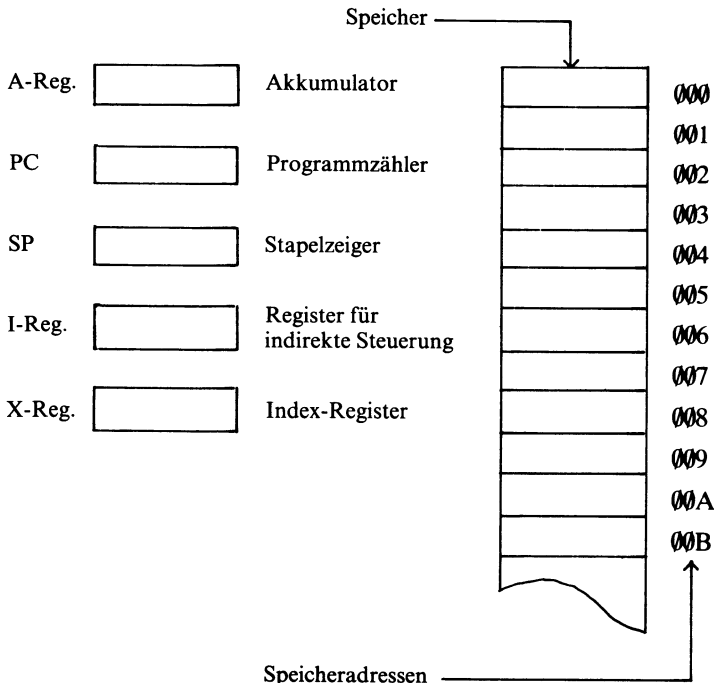 Speicher
A-Reg. Akkumulator
PC Programmzähler
SP Stapelzeiger
I-Reg. Register für
indirekte Steuerung
X-Reg. Index-Register
000
001
002
003
004
005
006
007
008
009
00A
00B
Speicheradressen